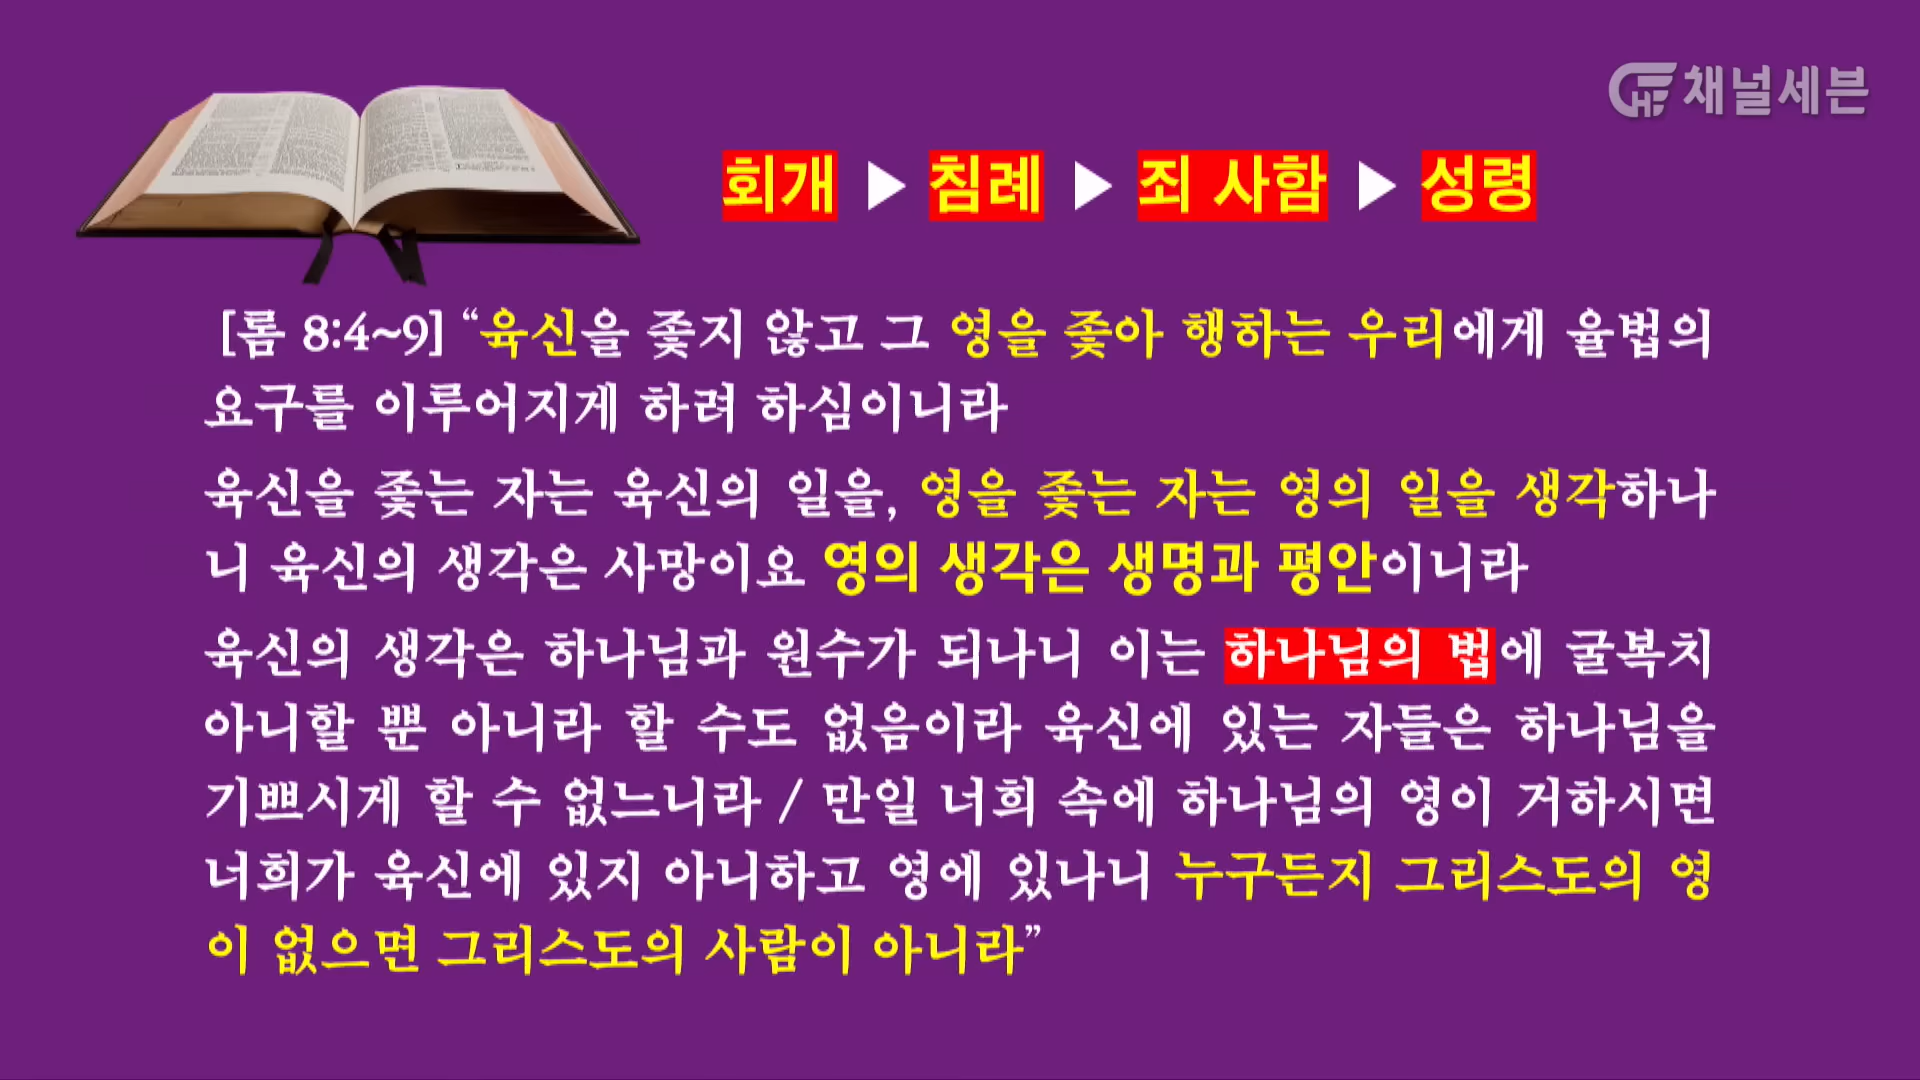 채널세븐
회개 ▶ 침례 ▶ 죄 사함 ▶ 성령
[롬 8:4~9] “육신을 좇지 않고 그 영을 좇아 행하는 우리에게 율법의
요구를 이루어지게 하려 하심이니라
육신을 좇는 자는 육신의 일을, 영을 좇는 자는 영의 일을 생각하나
니 육신의 생각은 사망이요 영의 생각은 생명과 평안이니라
육신의 생각은 하나님과 원수가 되나니 이는 하나님의 법에 굴복치
아니할 뿐 아니라 할 수도 없음이라 육신에 있는 자들은 하나님을
기쁘시게 할 수 없느니라 / 만일 너희 속에 하나님의 영이 거하시면
너희가 육신에 있지 아니하고 영에 있나니 누구든지 그리스도의 영
이 없으면 그리스도의 사람이 아니라”